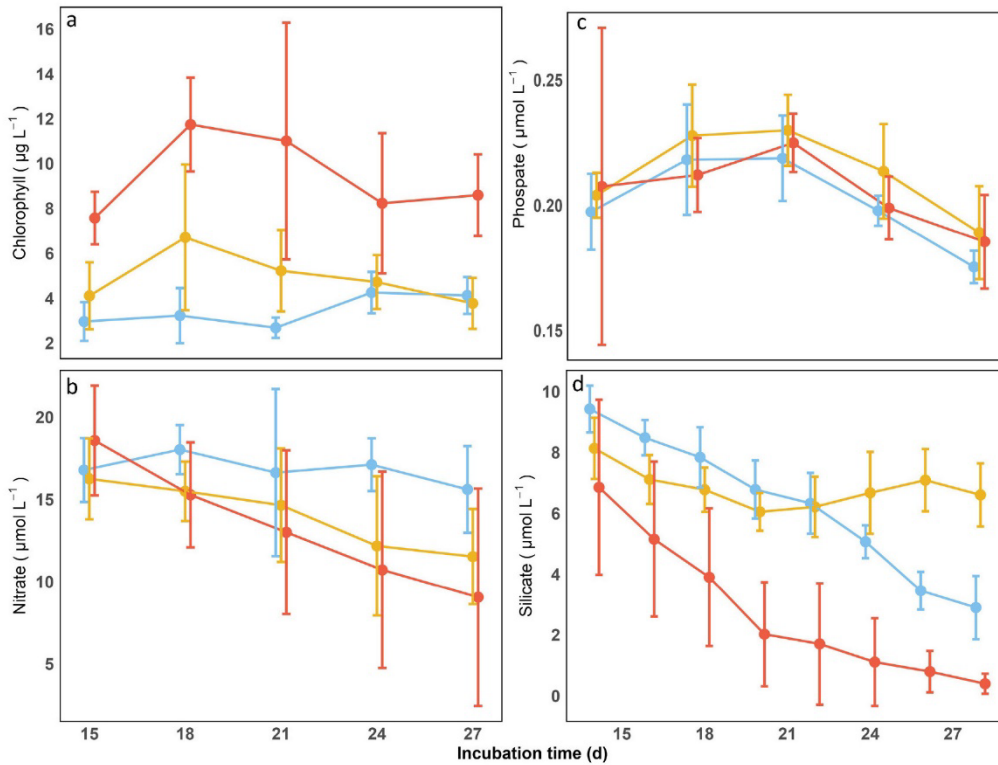 a
16
14
12
10
8
6
4
2
Chlorophyll ( µg L⁻¹ )
c
0.25
0.20
0.15
Phospate ( µmol L⁻¹ )
b
20
15
10
5
Nitrate ( µmol L⁻¹ )
15 18 21 24 27
d
10
8
6
4
2
0
Silicate ( µmol L⁻¹ )
15 18 21 24 27
Incubation time (d)